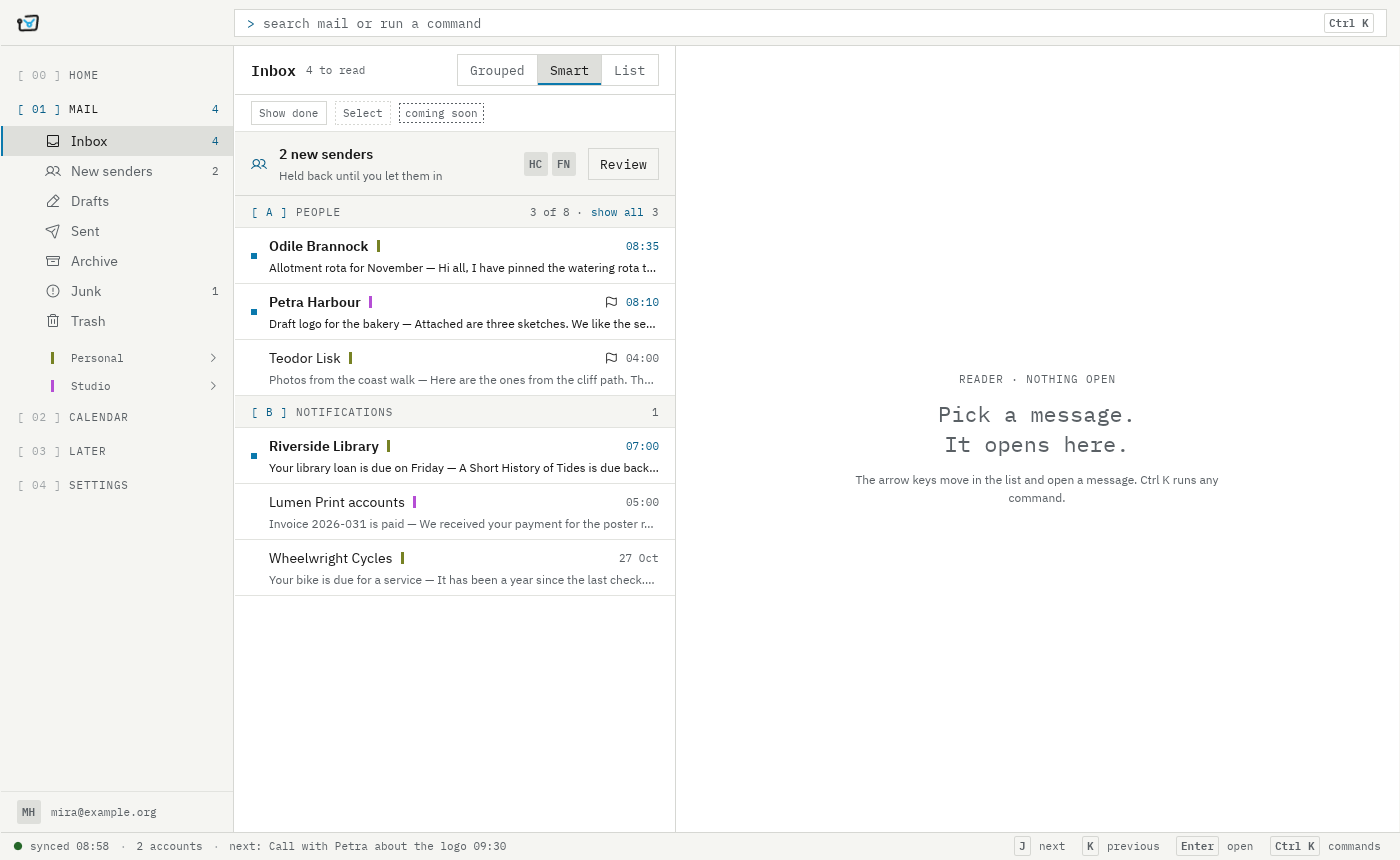 > search mail or run a command Ctrl K
[ 00 ] HOME
[ 01 ] MAIL 4
Inbox 4
New senders 2
Drafts
Sent
Archive
Junk 1
Trash
Personal
Studio
[ 02 ] CALENDAR
[ 03 ] LATER
[ 04 ] SETTINGS
MH mira@example.org
Inbox 4 to read Grouped Smart List
Show done Select coming soon
2 new senders
Held back until you let them in
HC FN Review
[ A ] PEOPLE 3 of 8 · show all 3
Odile Brannock 08:35
Allotment rota for November — Hi all, I have pinned the watering rota t...
Petra Harbour 08:10
Draft logo for the bakery — Attached are three sketches. We like the se...
Teodor Lisk 04:00
Photos from the coast walk — Here are the ones from the cliff path. Th...
[ B ] NOTIFICATIONS 1
Riverside Library 07:00
Your library loan is due on Friday — A Short History of Tides is due back...
Lumen Print accounts 05:00
Invoice 2026-031 is paid — We received your payment for the poster r...
Wheelwright Cycles 27 Oct
Your bike is due for a service — It has been a year since the last check....
READER · NOTHING OPEN
Pick a message.
It opens here.
The arrow keys move in the list and open a message. Ctrl K runs any
command.
synced 08:58 · 2 accounts · next: Call with Petra about the logo 09:30
J next K previous Enter open Ctrl K commands